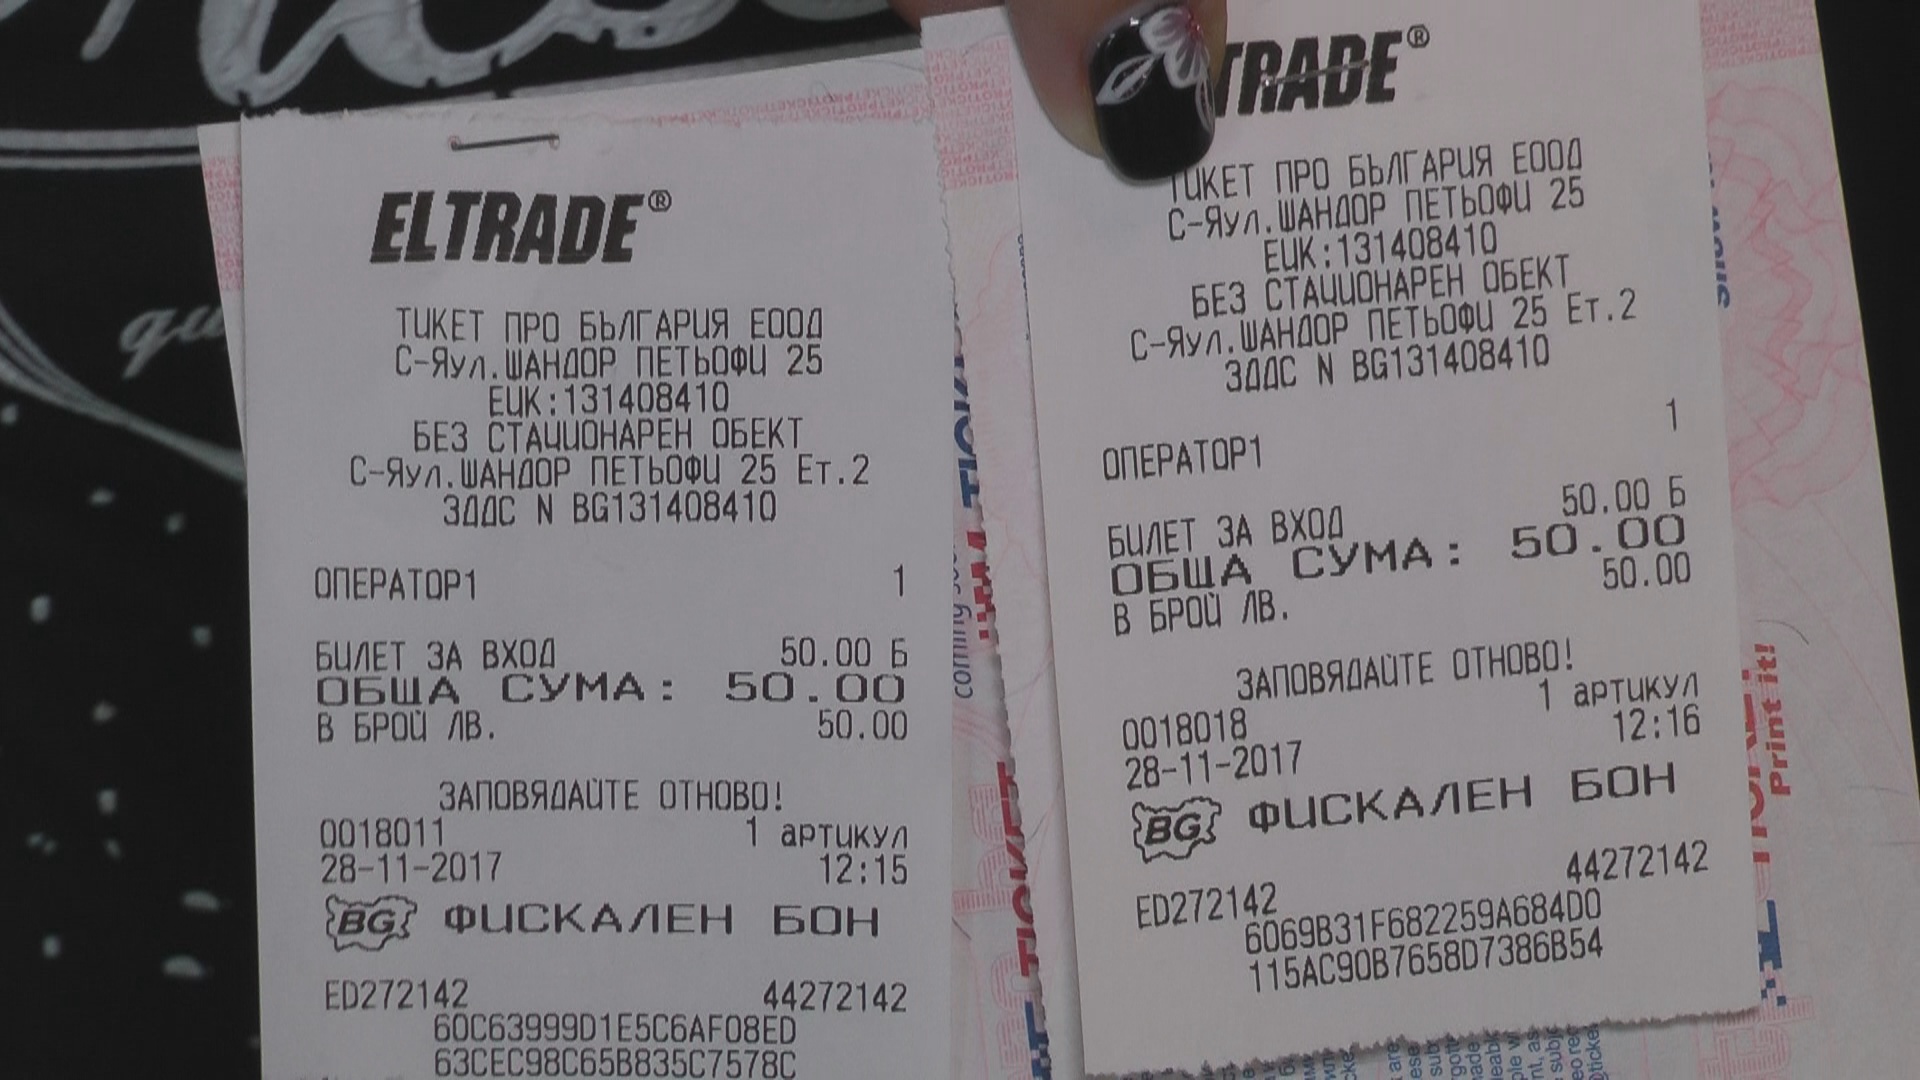 ELTRADE®
ТИКЕТ ПРО БЪЛГАРИЯ ЕООД
С-Яул.ШАНДОР ПЕТЬОФИ 25
ЕИК:131408410
БЕЗ СТАЦИОНАРЕН ОБЕКТ
С-Яул.ШАНДОР ПЕТЬОФИ 25 Ет.2
ЗДДС N BG131408410
ОПЕРАТОР1 1
БИЛЕТ ЗА ВХОД 50.00 Б
ОБЩА СУМА: 50.00
В БРОЙ ЛВ. 50.00
ЗАПОВЯДАЙТЕ ОТНОВО!
0018011 1 артикул
28-11-2017 12:15
BG ФИСКАЛЕН БОН
ED272142 44272142
60C63999D1E5C6AF08ED
63CEC98C65B835C7578C
TRADE®
ТИКЕТ ПРО БЪЛГАРИЯ ЕООД
С-Яул.ШАНДОР ПЕТЬОФИ 25
ЕИК:131408410
БЕЗ СТАЦИОНАРЕН ОБЕКТ
С-Яул.ШАНДОР ПЕТЬОФИ 25 Ет.2
ЗДДС N BG131408410
ОПЕРАТОР1 1
БИЛЕТ ЗА ВХОД 50.00 Б
ОБЩА СУМА: 50.00
В БРОЙ ЛВ. 50.00
ЗАПОВЯДАЙТЕ ОТНОВО!
0018018 1 артикул
28-11-2017 12:16
BG ФИСКАЛЕН БОН
ED272142 44272142
6069B31F682259A684D0
115AC90B7658D7386B54
coming
Print it!